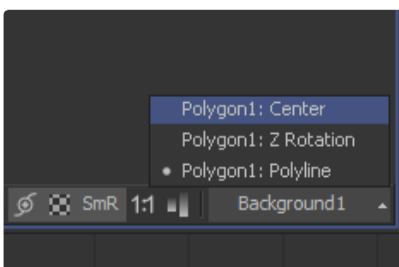 Polygon1: Center
Polygon1: Z Rotation
Polygon1: Polyline
SmR 1:1 Background1